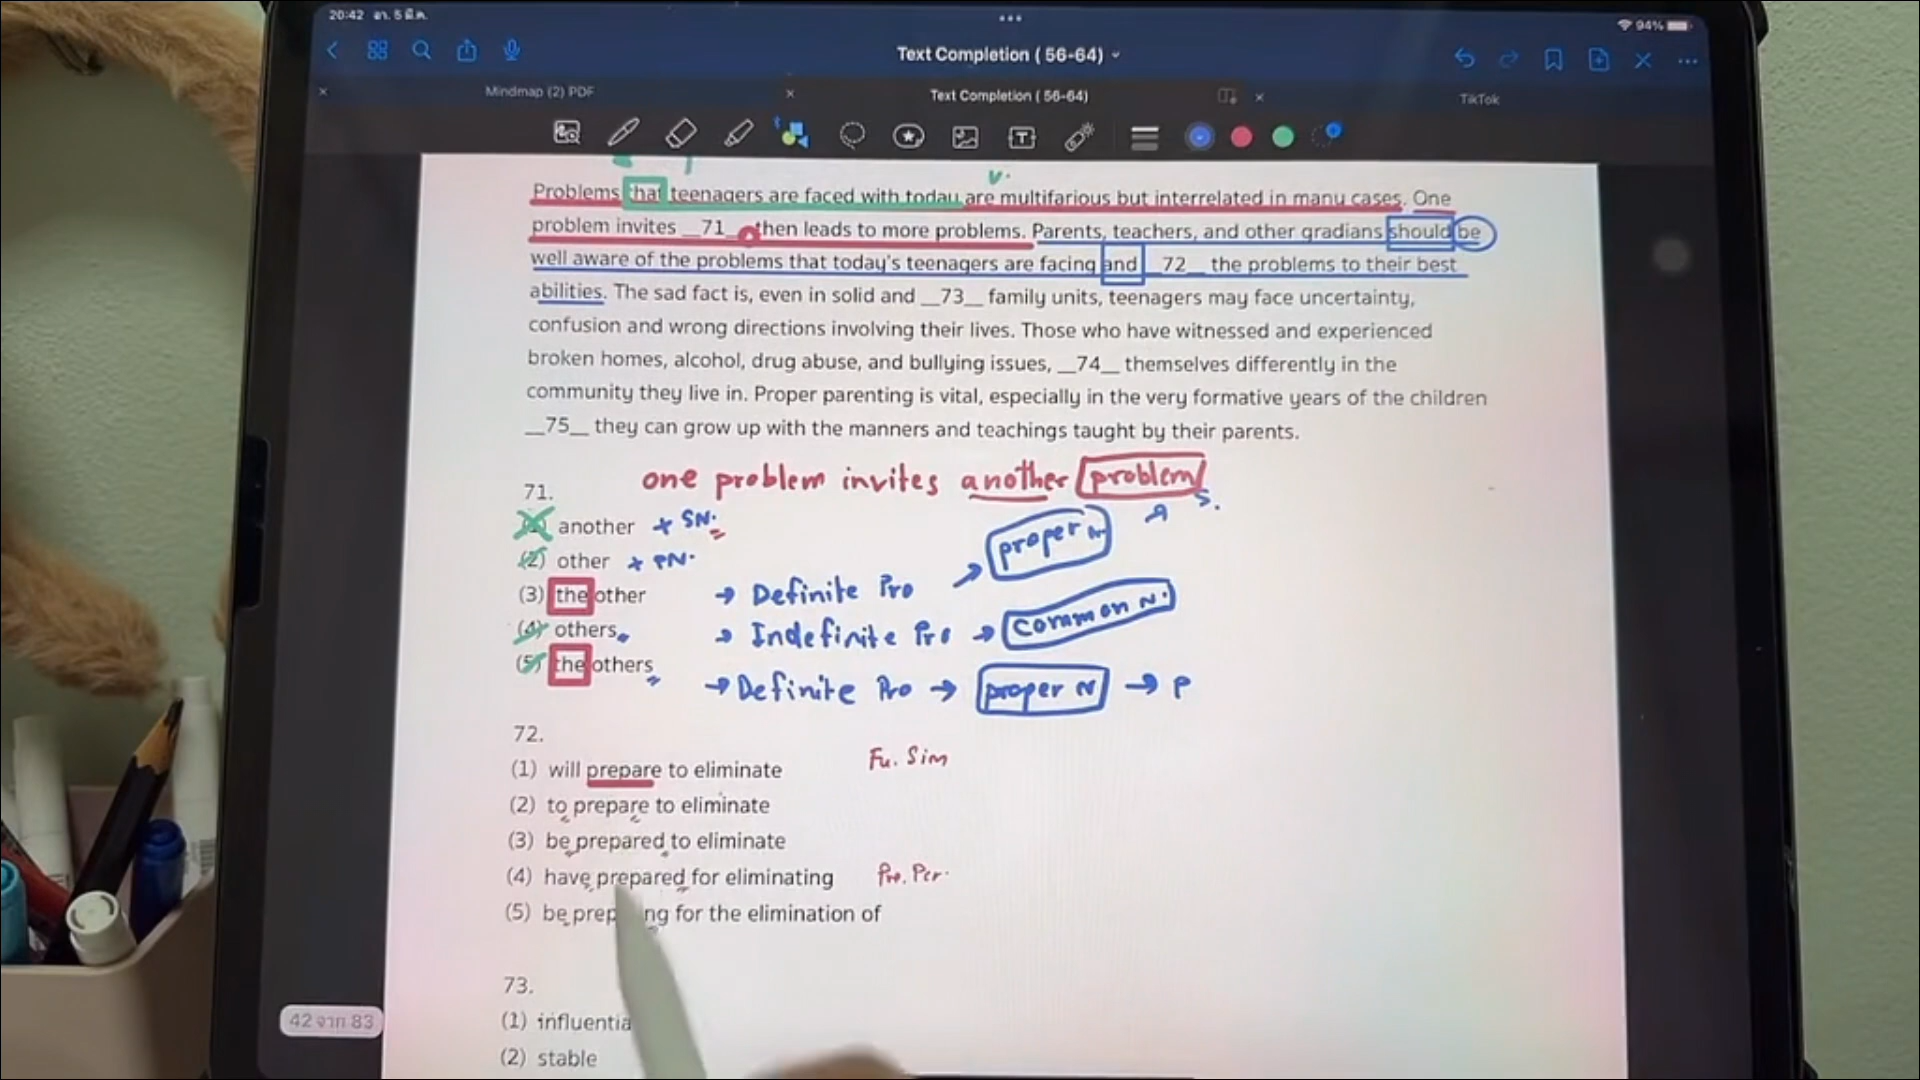 20:42 อา. 5 มี.ค.
94%
Text Completion ( 56-64)
Mindmap (2) PDF
Text Completion ( 56-64)
TikTok
v.
Problems that teenagers are faced with today are multifarious but interrelated in many cases. One
problem invites __71__ then leads to more problems. Parents, teachers, and other gradians should be
well aware of the problems that today's teenagers are facing and __72__ the problems to their best
abilities. The sad fact is, even in solid and __73__ family units, teenagers may face uncertainty,
confusion and wrong directions involving their lives. Those who have witnessed and experienced
broken homes, alcohol, drug abuse, and bullying issues, __74__ themselves differently in the
community they live in. Proper parenting is vital, especially in the very formative years of the children
__75__ they can grow up with the manners and teachings taught by their parents.
one problem invites another problem
71.
s.
another + SN.
proper N
(2) other + PN.
(3) the other → Definite Pro
common N.
(4) others → Indefinite Pro →
(5) the others → Definite Pro → proper N → P
72.
(1) will prepare to eliminate Fu. Sim
(2) to prepare to eliminate
(3) be prepared to eliminate
(4) have prepared for eliminating Pre. Per.
(5) be for the elimination of
73.
(1) influentia
(2) stable
42 จาก 83